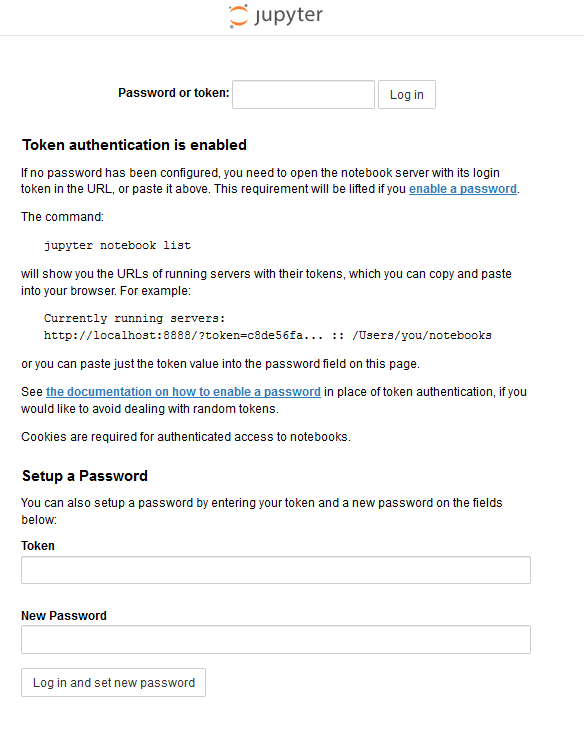 jupyter
Password or token:
Log in
Token authentication is enabled
If no password has been configured, you need to open the notebook server with its login
token in the URL, or paste it above. This requirement will be lifted if you enable a password.
The command:
jupyter notebook list
will show you the URLs of running servers with their tokens, which you can copy and paste
into your browser. For example:
Currently running servers:
http://localhost:8888/?token=c8de56fa... :: /Users/you/notebooks
or you can paste just the token value into the password field on this page.
See the documentation on how to enable a password in place of token authentication, if you
would like to avoid dealing with random tokens.
Cookies are required for authenticated access to notebooks.
Setup a Password
You can also setup a password by entering your token and a new password on the fields
below:
Token
New Password
Log in and set new password